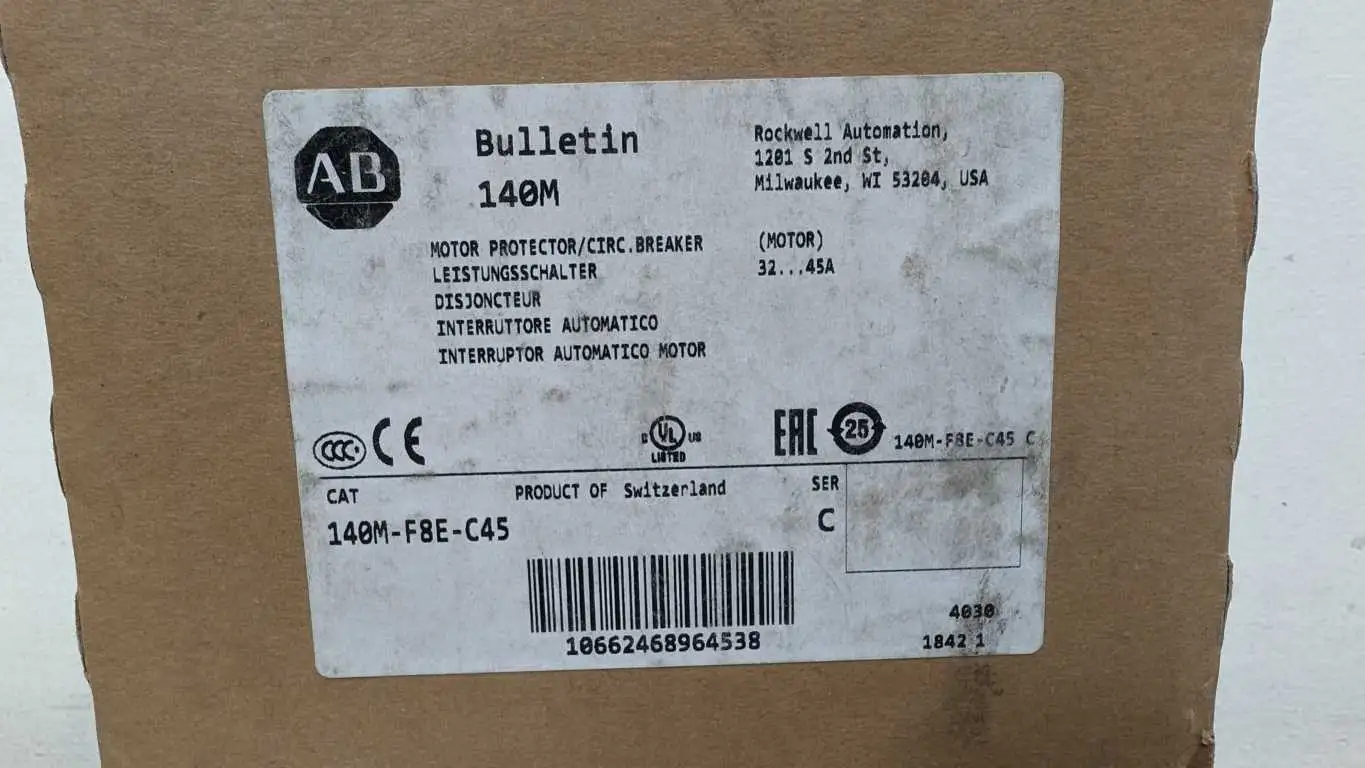 AB
Bulletin
140M
Rockwell Automation,
1201 S 2nd St,
Milwaukee, WI 53204, USA
MOTOR PROTECTOR/CIRC.BREAKER
LEISTUNGSSCHALTER
DISJONCTEUR
INTERRUTTORE AUTOMATICO
INTERRUPTOR AUTOMATICO MOTOR
(MOTOR)
32...45A
CCC CE
C UL US
LISTED
EAC 25 140M-F8E-C45 C
CAT
140M-F8E-C45
PRODUCT OF Switzerland
SER
C
10662468964538
4030
1842 1